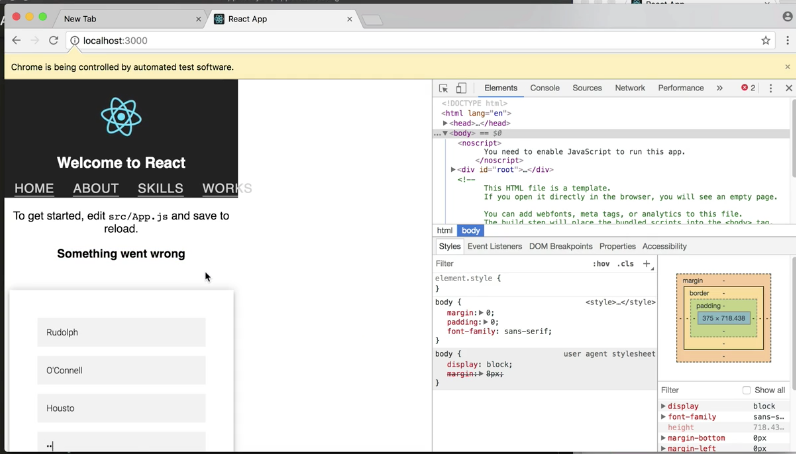 React App
New Tab
React App
localhost:3000
Chrome is being controlled by automated test software.
Welcome to React
HOME ABOUT SKILLS WORKS
To get started, edit src/App.js and save to
reload.
Something went wrong
Rudolph
O'Connell
Housto
Elements Console Sources Network Performance » 2
<!DOCTYPE html>
<html lang="en">
▶<head>…</head>
…▼<body> == $0
<noscript>
You need to enable JavaScript to run this app.
</noscript>
▶<div id="root">…</div>
<!--
This HTML file is a template.
If you open it directly in the browser, you will see an empty page.
You can add webfonts, meta tags, or analytics to this file.
The build step will place the bundled scripts into the <body> tag.
html body
Styles Event Listeners DOM Breakpoints Properties Accessibility
Filter :hov .cls +
element.style {
}
body { <style>…</style>
margin:▶ 0;
padding:▶ 0;
font-family: sans-serif;
}
body { user agent stylesheet
display: block;
margin:▶ 8px;
}
margin -
border -
padding -
- - - 375 × 718.438 - - -
-
-
-
Filter Show all
▶ display block
▶ font-family sans-s…
height 718.43…
▶ margin-bottom 0px
▶ margin-left 0px